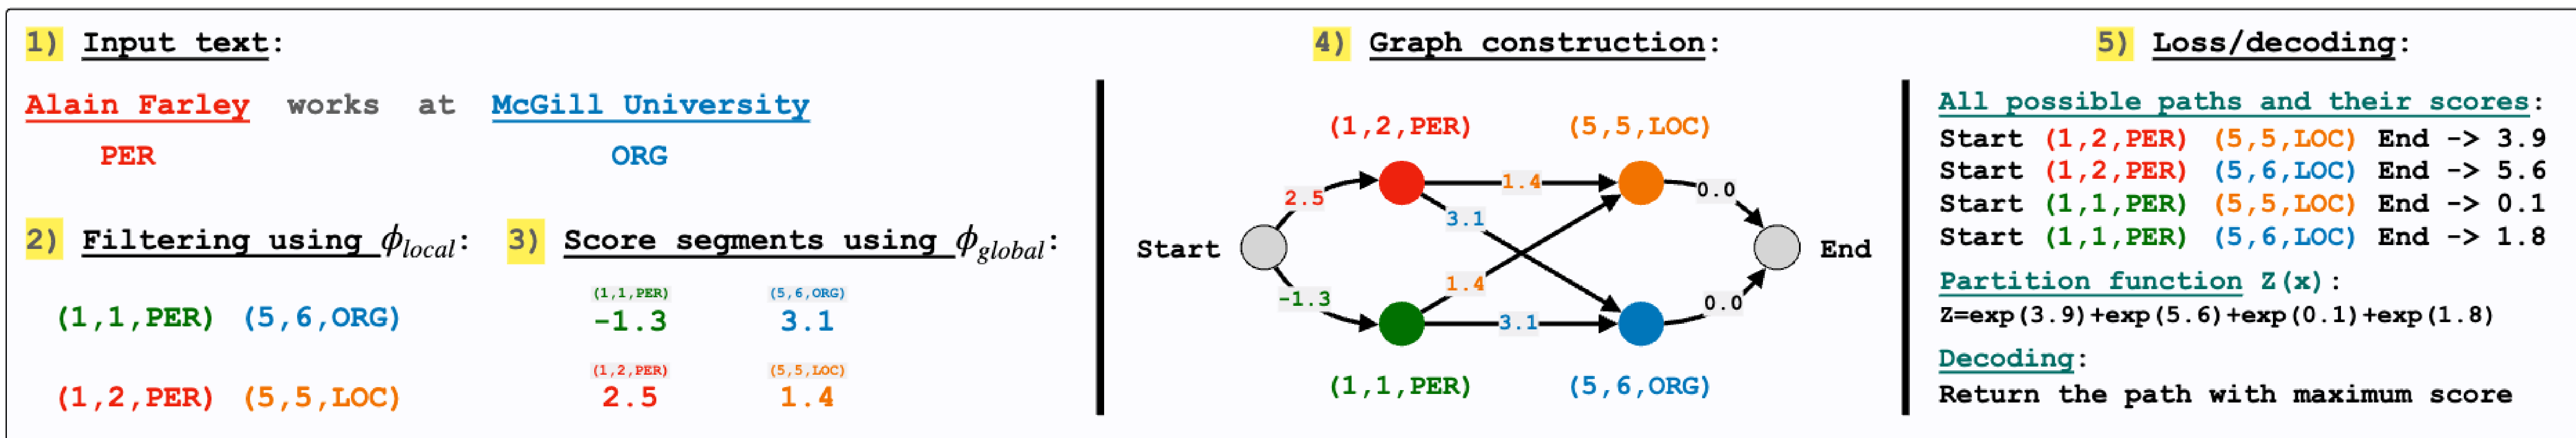 1) Input text:
Alain Farley works at McGill University
PER ORG
2) Filtering using ϕlocal:
(1,1,PER) (5,6,ORG)
(1,2,PER) (5,5,LOC)
3) Score segments using ϕglobal:
(1,1,PER) (5,6,ORG)
-1.3 3.1
(1,2,PER) (5,5,LOC)
2.5 1.4
4) Graph construction:
(1,2,PER) (5,5,LOC)
2.5 1.4 0.0
3.1
Start End
1.4
-1.3 3.1 0.0
(1,1,PER) (5,6,ORG)
5) Loss/decoding:
All possible paths and their scores:
Start (1,2,PER) (5,5,LOC) End -> 3.9
Start (1,2,PER) (5,6,LOC) End -> 5.6
Start (1,1,PER) (5,5,LOC) End -> 0.1
Start (1,1,PER) (5,6,LOC) End -> 1.8
Partition function Z(x):
Z=exp(3.9)+exp(5.6)+exp(0.1)+exp(1.8)
Decoding:
Return the path with maximum score